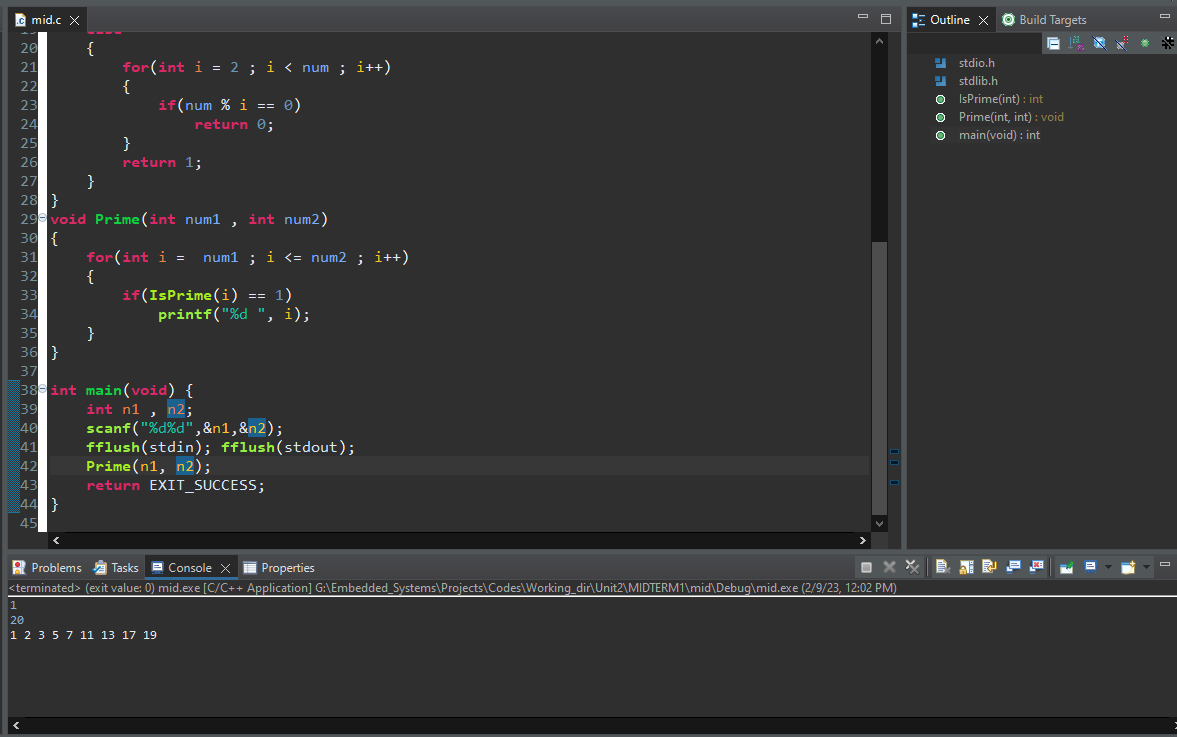 mid.c
19 else
20 {
21 for(int i = 2 ; i < num ; i++)
22 {
23 if(num % i == 0)
24 return 0;
25 }
26 return 1;
27 }
28 }
29 void Prime(int num1 , int num2)
30 {
31 for(int i =  num1 ; i <= num2 ; i++)
32 {
33 if(IsPrime(i) == 1)
34 printf("%d ", i);
35 }
36 }
37
38 int main(void) {
39 int n1 , n2;
40 scanf("%d%d",&n1,&n2);
41 fflush(stdin); fflush(stdout);
42 Prime(n1, n2);
43 return EXIT_SUCCESS;
44 }
45
Outline Build Targets
stdio.h
stdlib.h
IsPrime(int) : int
Prime(int, int) : void
main(void) : int
Problems Tasks Console Properties
<terminated> (exit value: 0) mid.exe [C/C++ Application] G:\Embedded_Systems\Projects\Codes\Working_dir\Unit2\MIDTERM1\mid\Debug\mid.exe (2/9/23, 12:02 PM)
1
20
1 2 3 5 7 11 13 17 19